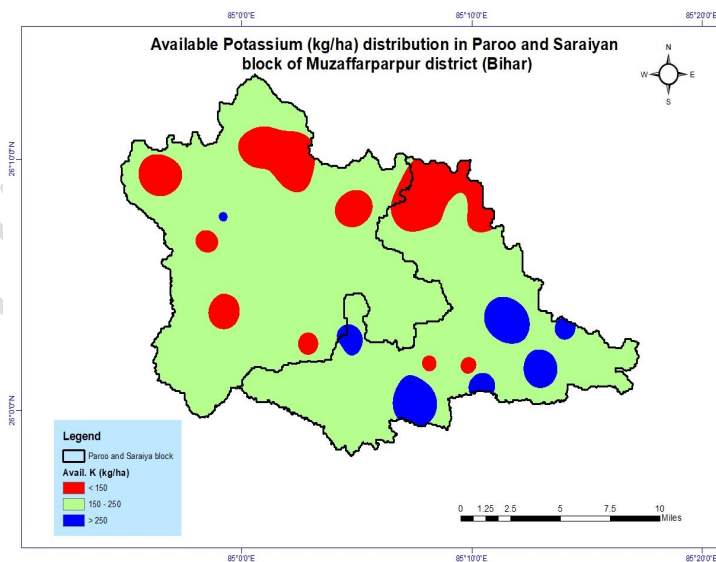 85°0'0"E 85°10'0"E 85°20'0"E
Available Potassium (kg/ha) distribution in Paroo and Saraiyan
block of Muzaffarparpur district (Bihar)
N
W E
S
26°10'0"N
26°0'0"N
Legend
Paroo and Saraiya block
Avail. K (kg/ha)
< 150
150 - 250
> 250
0 1.25 2.5 5 7.5 10
Miles
85°0'0"E 85°10'0"E 85°20'0"E